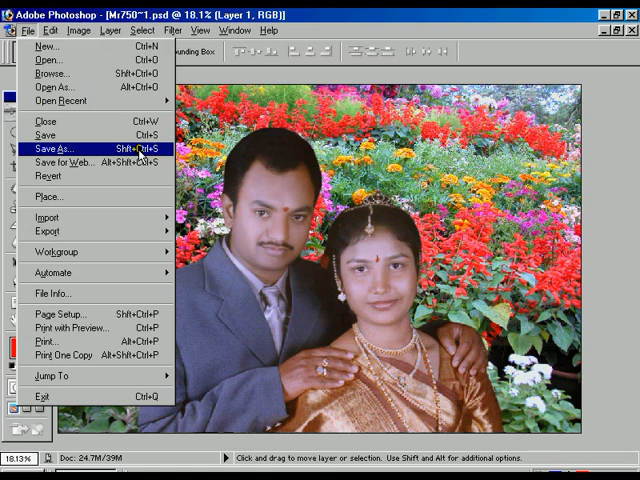 Adobe Photoshop - [Mr750~1.psd @ 18.1% (Layer 1, RGB)]
File Edit Image Layer Select Filter View Window Help
New... Ctrl+N
Open... Ctrl+O
Browse... Shft+Ctrl+O
Open As... Alt+Ctrl+O
Open Recent
Close Ctrl+W
Save Ctrl+S
Save As... Shft+Ctrl+S
Save for Web... Alt+Shft+Ctrl+S
Revert
Place...
Import
Export
Workgroup
Automate
File Info...
Page Setup... Shft+Ctrl+P
Print with Preview... Ctrl+P
Print... Alt+Ctrl+P
Print One Copy Alt+Shft+Ctrl+P
Jump To
Exit Ctrl+Q
ounding Box
18.13% Doc: 24.7M/39M Click and drag to move layer or selection. Use Shift and Alt for additional options.